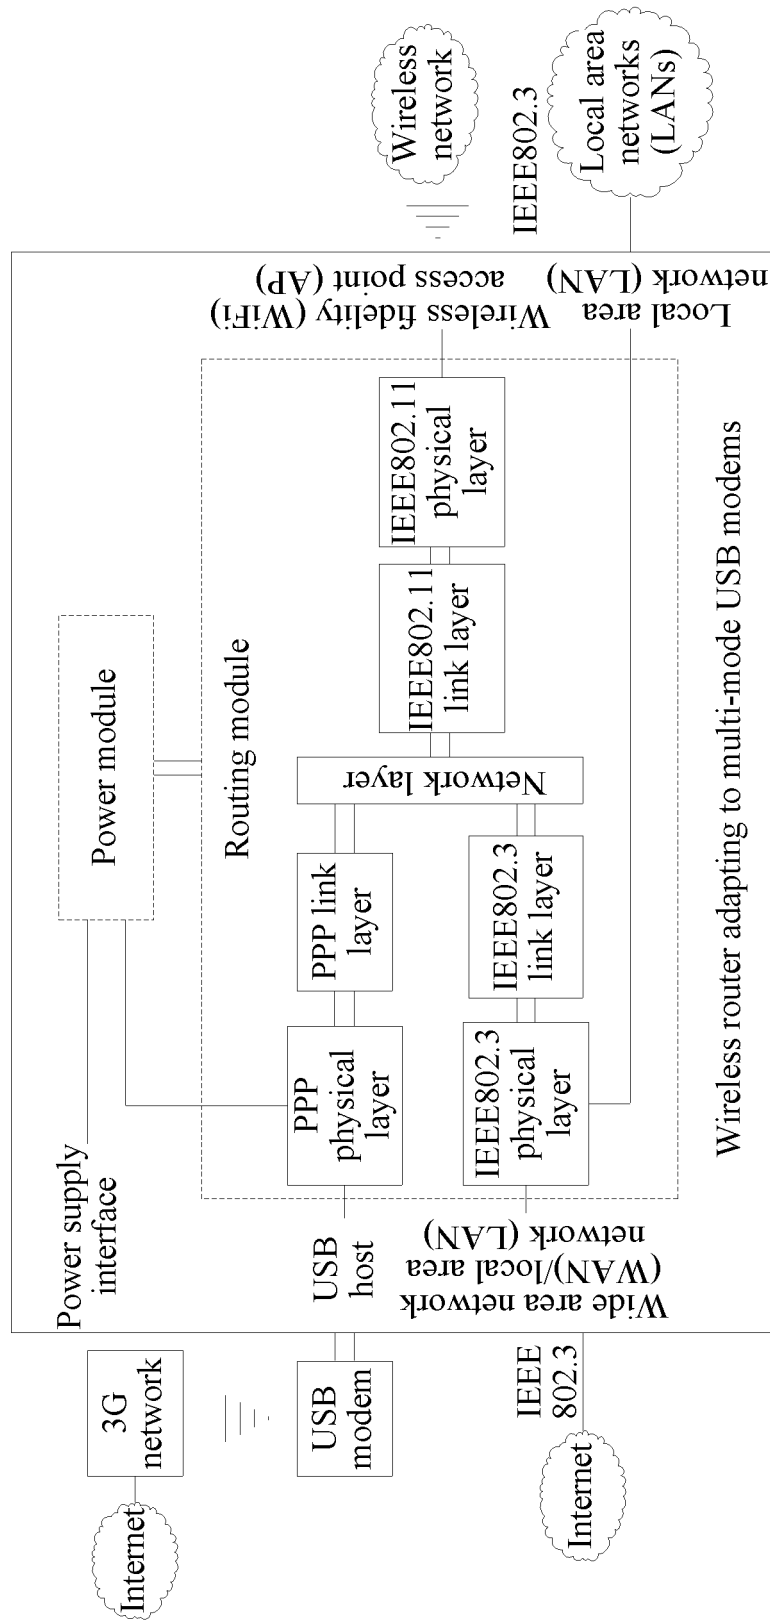 Internet
3G
network
USB
modem
IEEE
802.3
Internet
Power supply
interface
USB
host
Wide area network
(WAN)/local area
network (LAN)
Power module
Routing module
PPP
physical
layer
PPP link
layer
IEEE802.3
physical
layer
IEEE802.3
link layer
Network layer
IEEE802.11
link layer
IEEE802.11
physical
layer
Wireless fidelity (WiFi)
access point (AP)
Local area
network (LAN)
Wireless
network
IEEE802.3
Local area
networks
(LANs)
Wireless router adapting to multi-mode USB modems